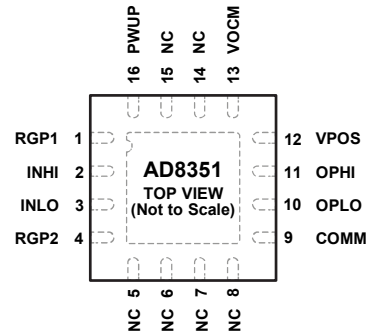 16 PWUP
15 NC
14 NC
13 VOCM
RGP1 1
INHI 2
INLO 3
RGP2 4
AD8351
TOP VIEW
(Not to Scale)
12 VPOS
11 OPHI
10 OPLO
9 COMM
NC 5
NC 6
NC 7
NC 8